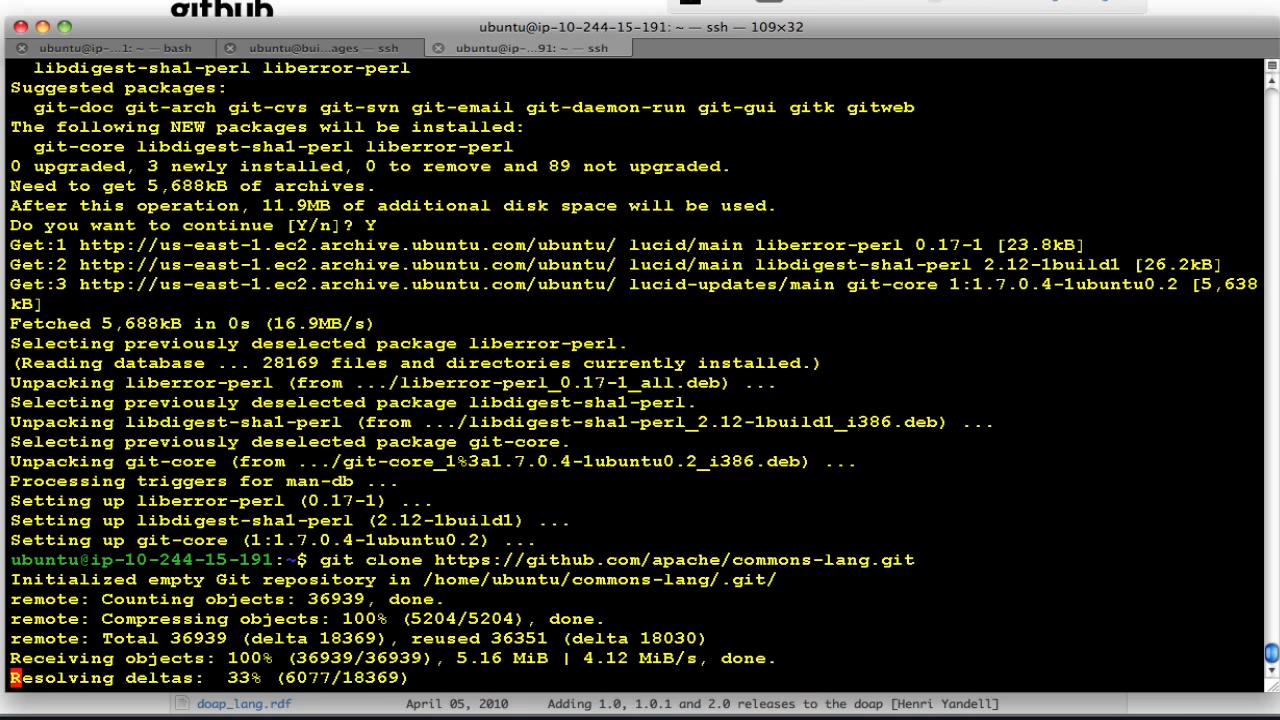 github
ubuntu@ip-10-244-15-191: ~ — ssh — 109×32
ubuntu@ip-...1: ~ — bash
ubuntu@bui...ages — ssh
ubuntu@ip-...91: ~ — ssh
libdigest-sha1-perl liberror-perl
Suggested packages:
git-doc git-arch git-cvs git-svn git-email git-daemon-run git-gui gitk gitweb
The following NEW packages will be installed:
git-core libdigest-sha1-perl liberror-perl
0 upgraded, 3 newly installed, 0 to remove and 89 not upgraded.
Need to get 5,688kB of archives.
After this operation, 11.9MB of additional disk space will be used.
Do you want to continue [Y/n]? Y
Get:1 http://us-east-1.ec2.archive.ubuntu.com/ubuntu/ lucid/main liberror-perl 0.17-1 [23.8kB]
Get:2 http://us-east-1.ec2.archive.ubuntu.com/ubuntu/ lucid/main libdigest-sha1-perl 2.12-1build1 [26.2kB]
Get:3 http://us-east-1.ec2.archive.ubuntu.com/ubuntu/ lucid-updates/main git-core 1:1.7.0.4-1ubuntu0.2 [5,638
kB]
Fetched 5,688kB in 0s (16.9MB/s)
Selecting previously deselected package liberror-perl.
(Reading database ... 28169 files and directories currently installed.)
Unpacking liberror-perl (from .../liberror-perl_0.17-1_all.deb) ...
Selecting previously deselected package libdigest-sha1-perl.
Unpacking libdigest-sha1-perl (from .../libdigest-sha1-perl_2.12-1build1_i386.deb) ...
Selecting previously deselected package git-core.
Unpacking git-core (from .../git-core_1%3a1.7.0.4-1ubuntu0.2_i386.deb) ...
Processing triggers for man-db ...
Setting up liberror-perl (0.17-1) ...
Setting up libdigest-sha1-perl (2.12-1build1) ...
Setting up git-core (1:1.7.0.4-1ubuntu0.2) ...
ubuntu@ip-10-244-15-191:~$ git clone https://github.com/apache/commons-lang.git
Initialized empty Git repository in /home/ubuntu/commons-lang/.git/
remote: Counting objects: 36939, done.
remote: Compressing objects: 100% (5204/5204), done.
remote: Total 36939 (delta 18369), reused 36351 (delta 18030)
Receiving objects: 100% (36939/36939), 5.16 MiB | 4.12 MiB/s, done.
Resolving deltas:  33% (6077/18369)
doap_lang.rdf April 05, 2010 Adding 1.0, 1.0.1 and 2.0 releases to the doap [Henri Yandell]